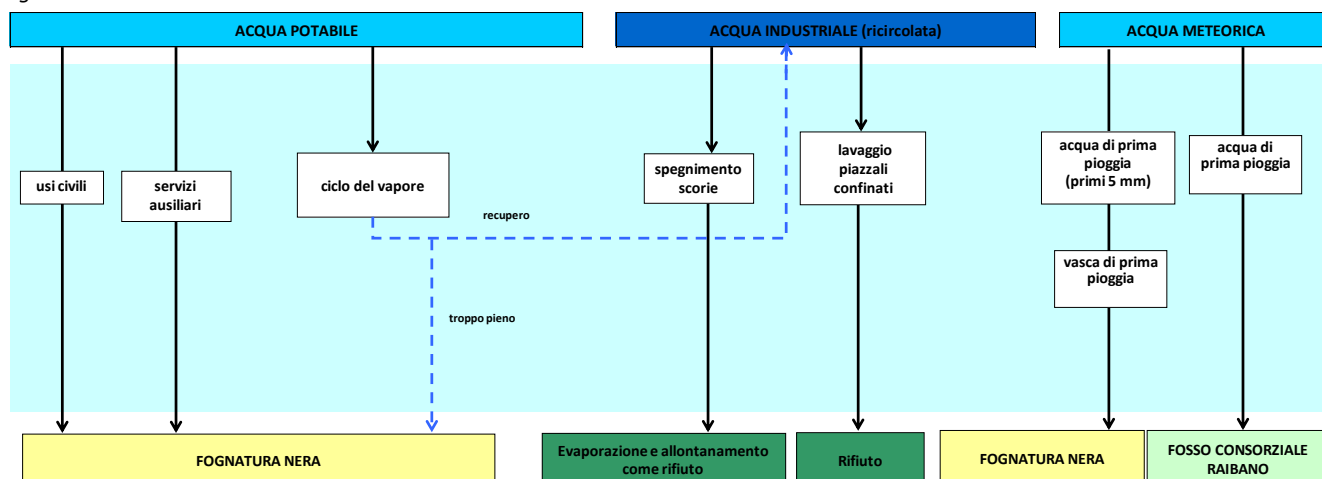 ACQUA POTABILE
ACQUA INDUSTRIALE (ricircolata)
ACQUA METEORICA
usi civili
servizi
ausiliari
ciclo del vapore
spegnimento
scorie
lavaggio
piazzali
confinati
acqua di prima
pioggia
(primi 5 mm)
acqua di
prima pioggia
recupero
vasca di prima
pioggia
troppo pieno
FOGNATURA NERA
Evaporazione e allontanamento
come rifiuto
Rifiuto
FOGNATURA NERA
FOSSO CONSORZIALE
RAIBANO